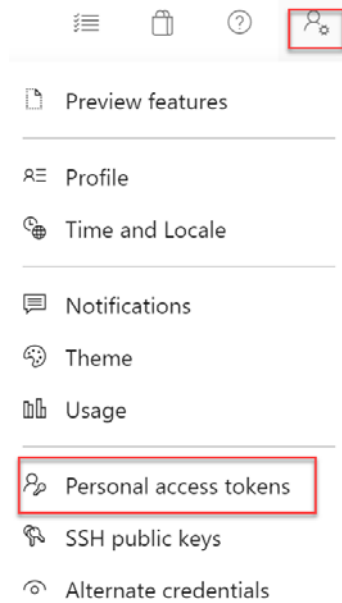 Preview features
Profile
Time and Locale
Notifications
Theme
Usage
Personal access tokens
SSH public keys
Alternate credentials